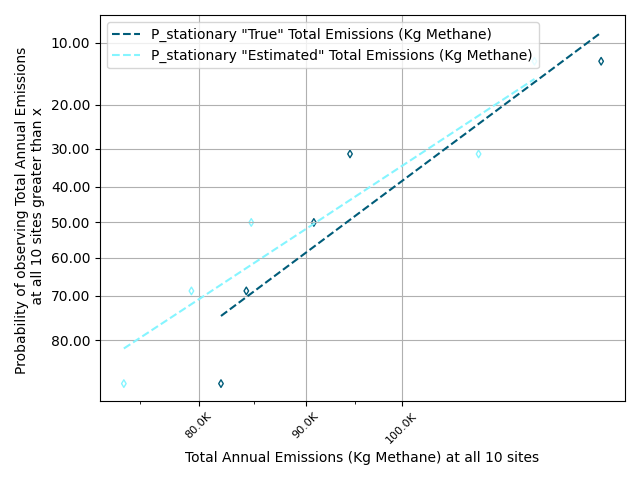 P_stationary "True" Total Emissions (Kg Methane)
P_stationary "Estimated" Total Emissions (Kg Methane)
Probability of observing Total Annual Emissions
at all 10 sites greater than x
10.00
20.00
30.00
40.00
50.00
60.00
70.00
80.00
80.0K
90.0K
100.0K
Total Annual Emissions (Kg Methane) at all 10 sites